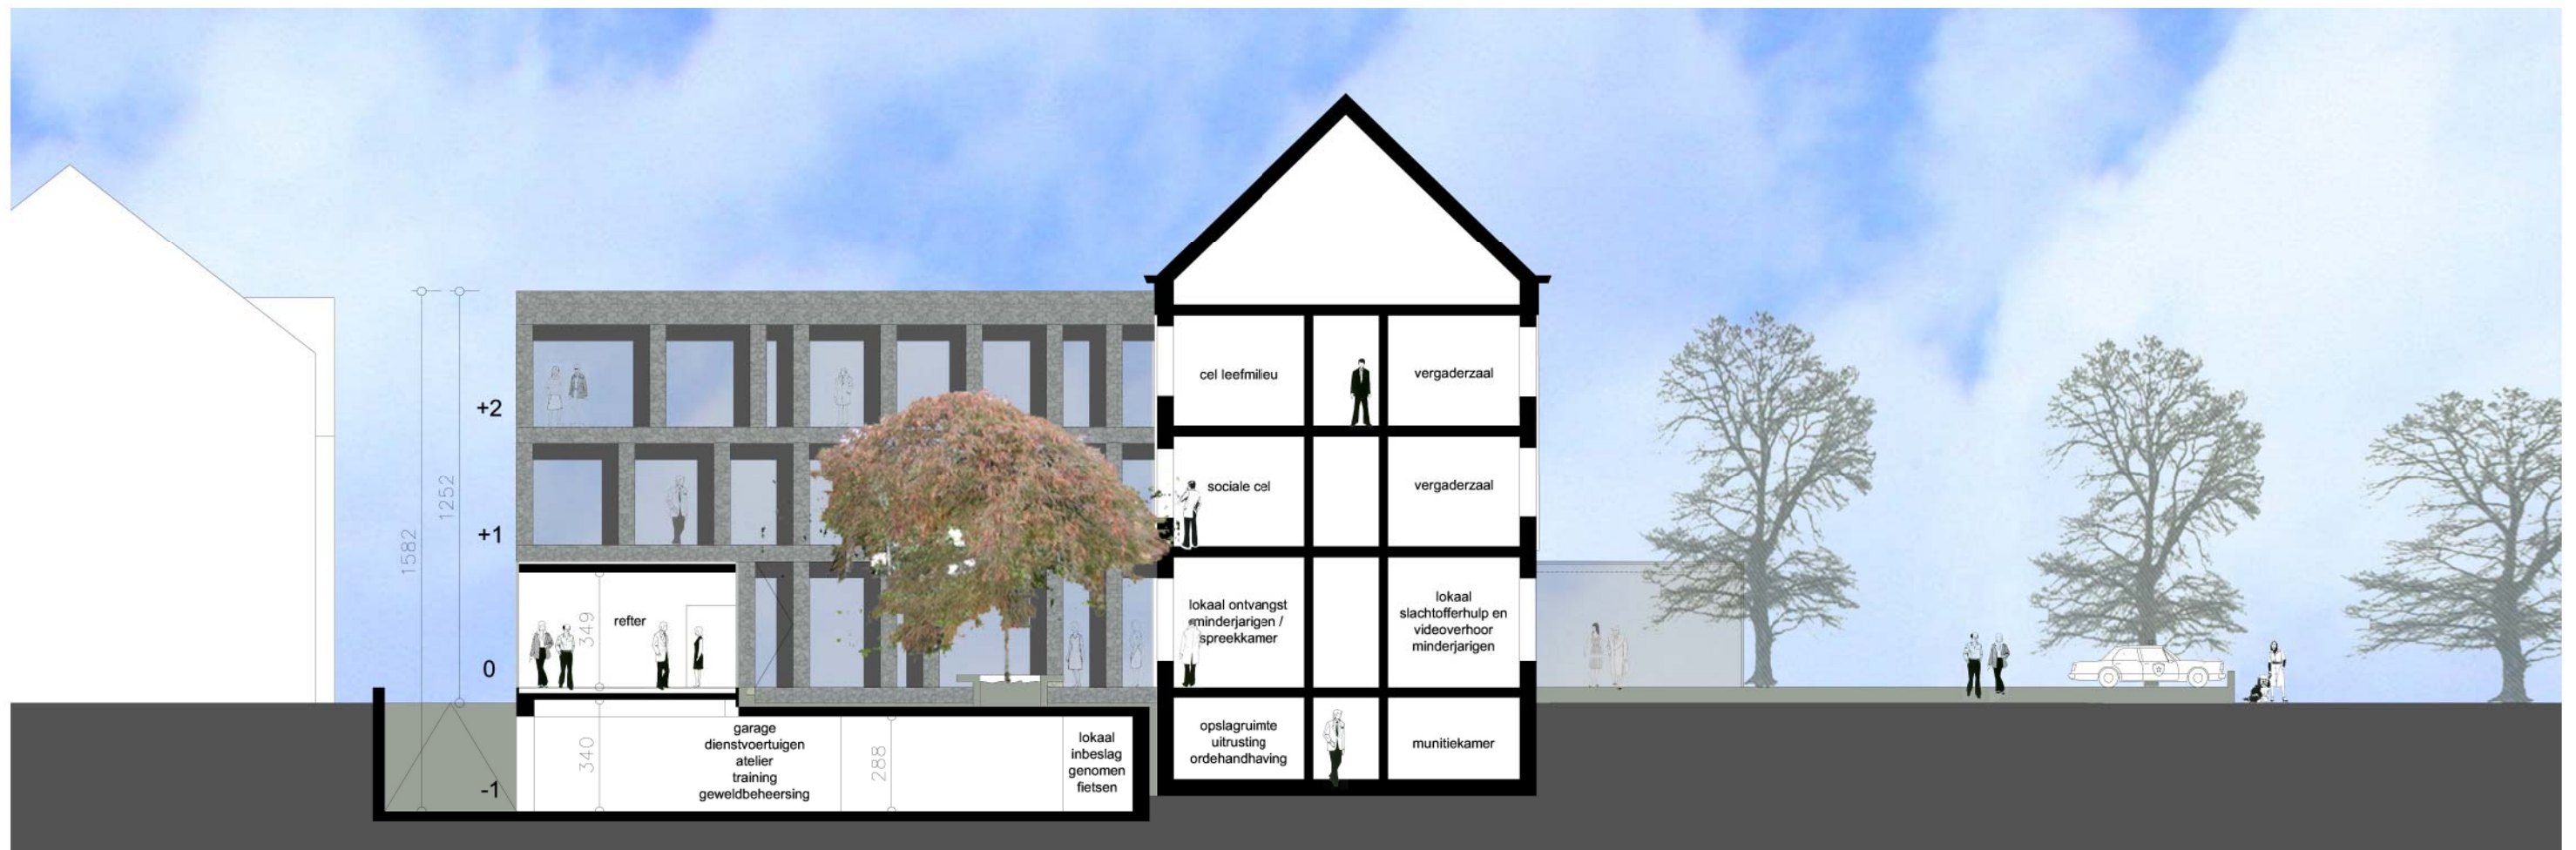 1582
1252
+2
+1
0
-1
349
refter
340
garage
dienstvoertuigen
atelier
training
geweldbeheersing
288
lokaal
inbeslag
genomen
fietsen
cel leefmilieu
vergaderzaal
sociale cel
vergaderzaal
lokaal ontvangst
minderjarigen /
spreekkamer
lokaal
slachtofferhulp en
videoverhoor
minderjarigen
opslagruimte
uitrusting
ordehandhaving
munitiekamer